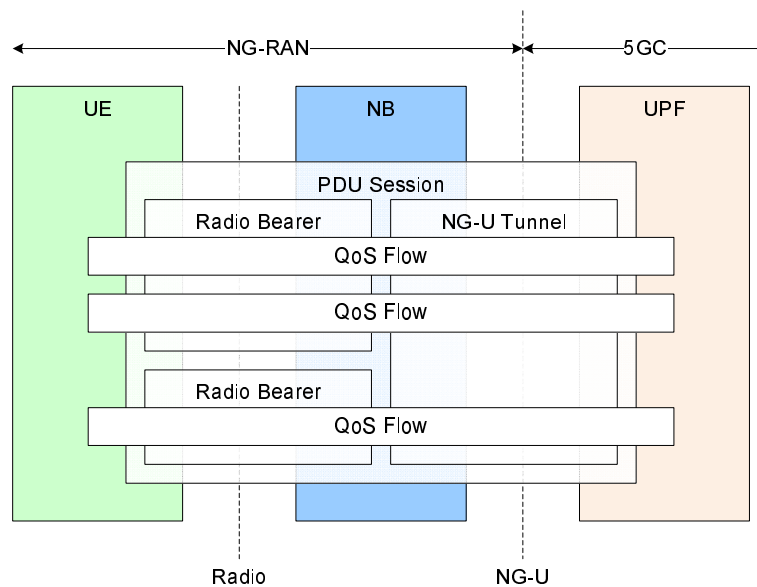 NG-RAN
5GC
UE
NB
UPF
PDU Session
Radio Bearer
NG-U Tunnel
QoS Flow
QoS Flow
Radio Bearer
QoS Flow
Radio
NG-U